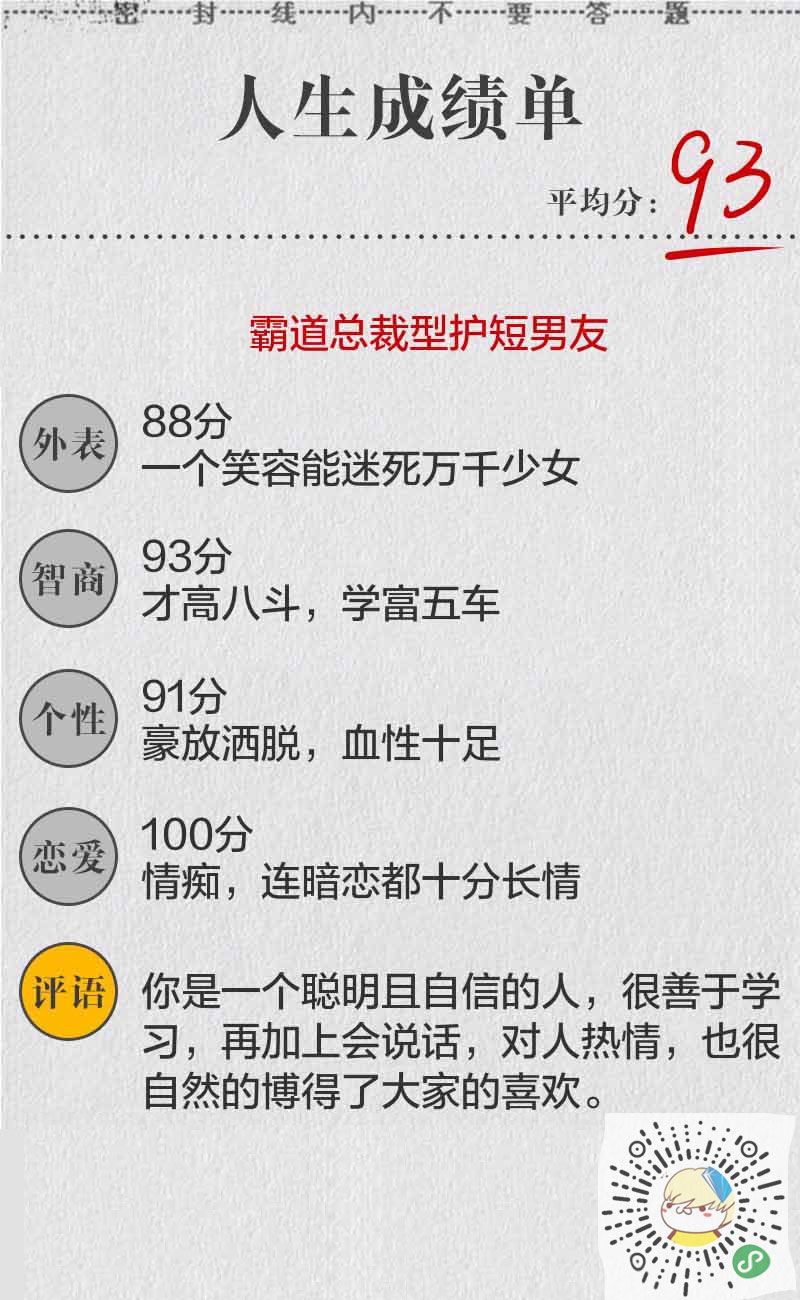 密 封 线 内 不 要 答 题
人生成绩单
平均分：93
霸道总裁型护短男友
外表
88分
一个笑容能迷死万千少女
智商
93分
才高八斗，学富五车
个性
91分
豪放洒脱，血性十足
恋爱
100分
情痴，连暗恋都十分长情
评语
你是一个聪明且自信的人，很善于学
习，再加上会说话，对人热情，也很
自然的博得了大家的喜欢。